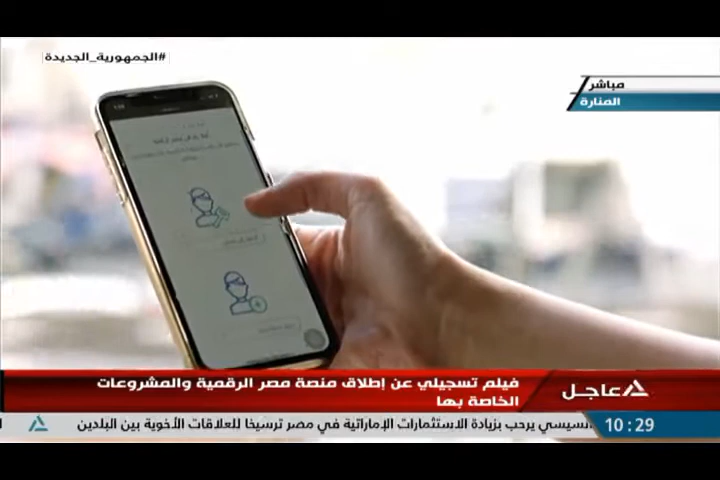 #الجمهورية_الجديدة
مباشر
المنارة
عاجل
فيلم تسجيلي عن إطلاق منصة مصر الرقمية والمشروعات
الخاصة بها
10:29
السيسي يرحب بزيادة الاستثمارات الإماراتية في مصر ترسيخا للعلاقات الأخوية بين البلدين